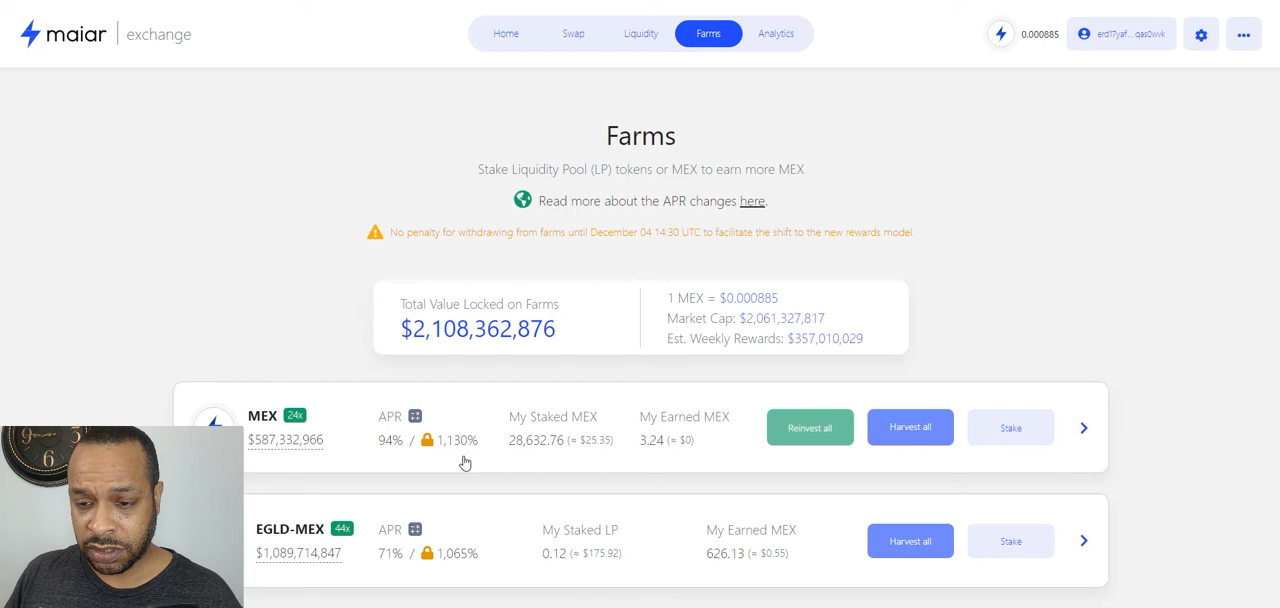 maiar | exchange
Home Swap Liquidity Farms Analytics
0.000885 erd17yaf... qas0wvk ...
Farms
Stake Liquidity Pool (LP) tokens or MEX to earn more MEX
Read more about the APR changes here.
No penalty for withdrawing from farms until December 04 14:30 UTC to facilitate the shift to the new rewards model.
Total Value Locked on Farms
$2,108,362,876
1 MEX = $0.000885
Market Cap: $2,061,327,817
Est. Weekly Rewards: $357,010,029
MEX 24x
$587,332,966
APR
94% / 1,130%
My Staked MEX
28,632.76 (≈ $25.35)
My Earned MEX
3.24 (≈ $0)
Reinvest all Harvest all Stake
EGLD-MEX 44x
$1,089,714,847
APR
71% / 1,065%
My Staked LP
0.12 (≈ $175.92)
My Earned MEX
626.13 (≈ $0.55)
Harvest all Stake